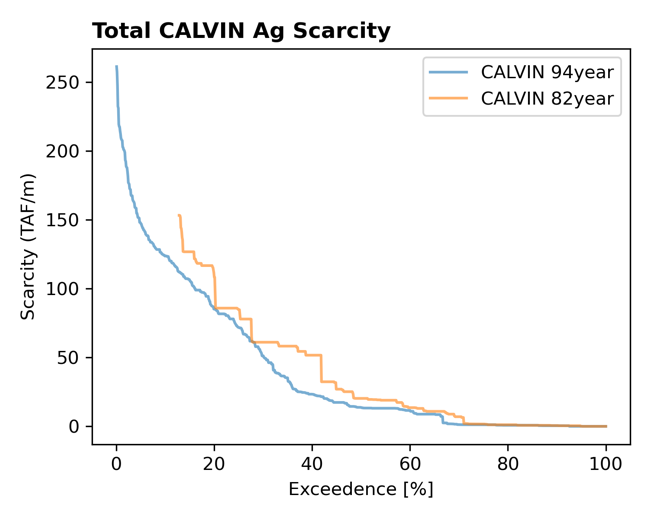 Total CALVIN Ag Scarcity
CALVIN 94year
CALVIN 82year
Scarcity (TAF/m)
250
200
150
100
50
0
0 20 40 60 80 100
Exceedence [%]